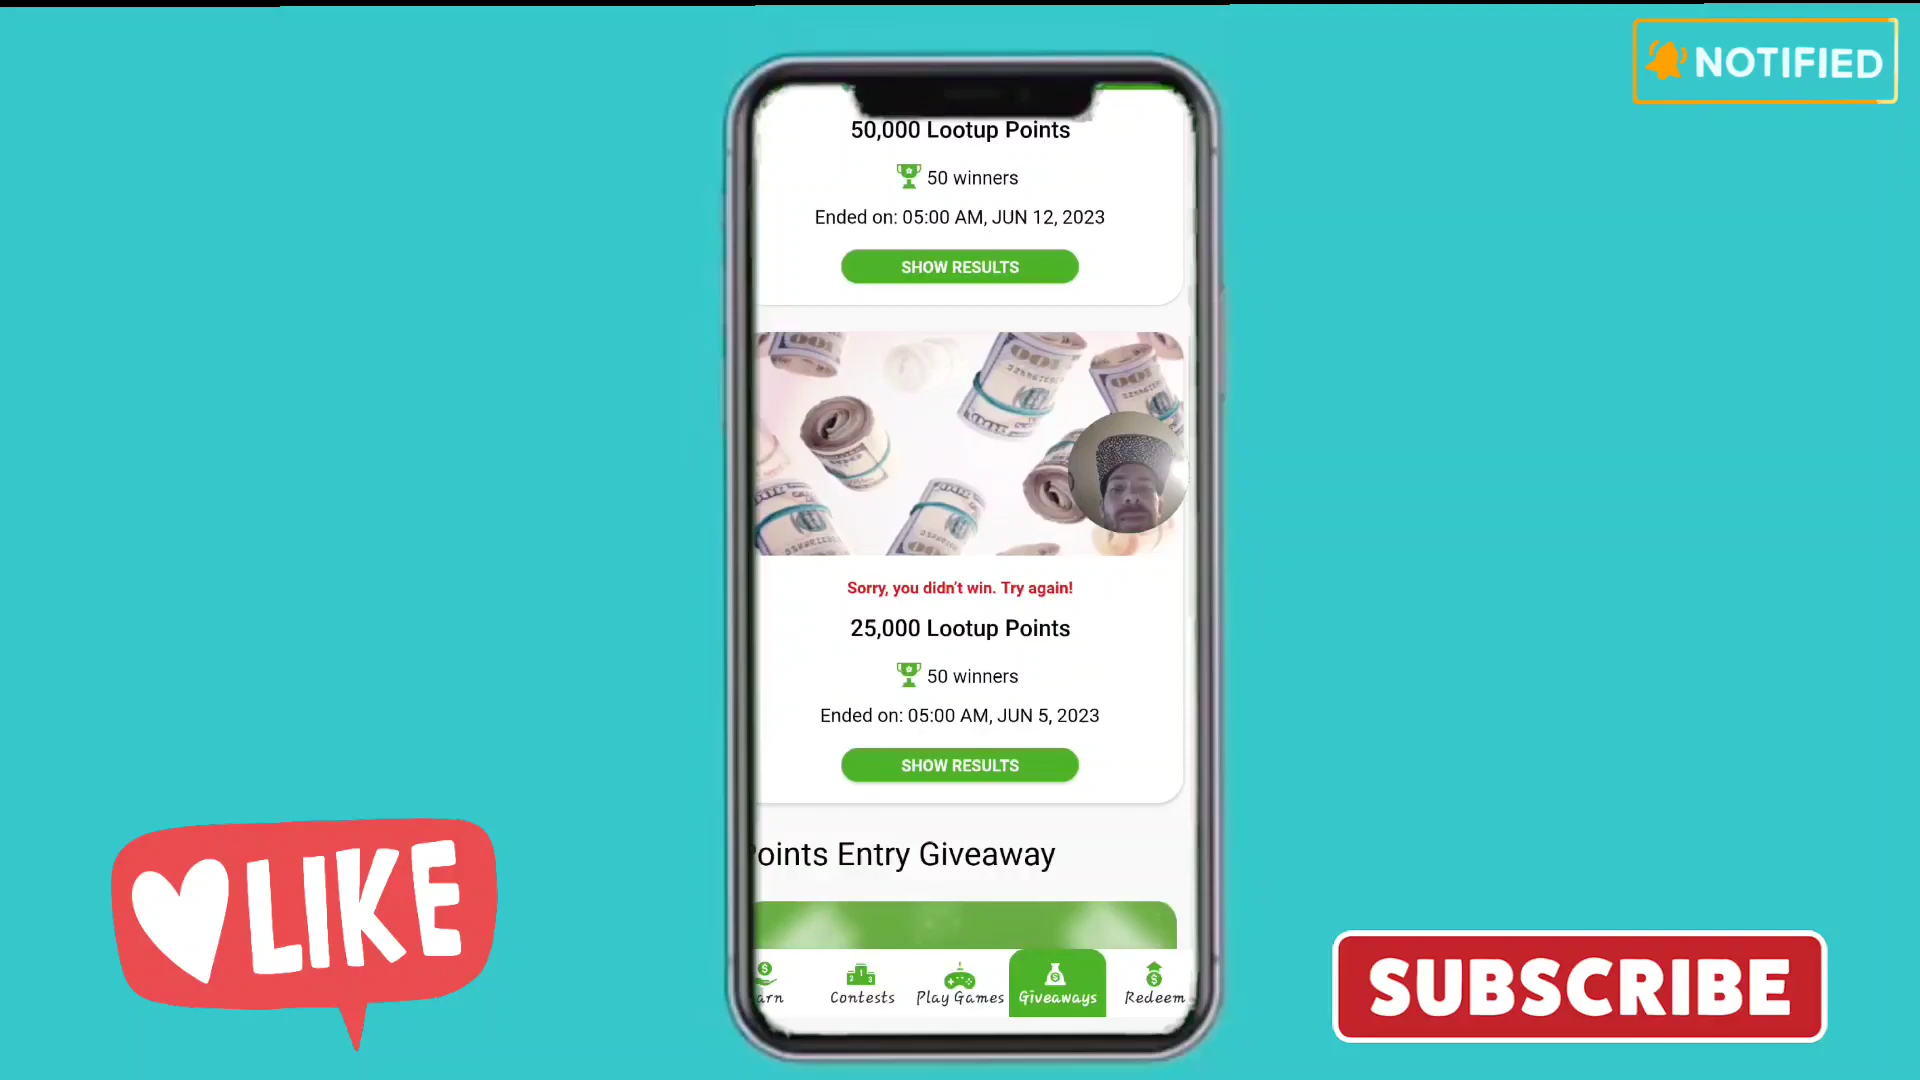 NOTIFIED
50,000 Lootup Points
50 winners
Ended on: 05:00 AM, JUN 12, 2023
SHOW RESULTS
Sorry, you didn't win. Try again!
25,000 Lootup Points
50 winners
Ended on: 05:00 AM, JUN 5, 2023
SHOW RESULTS
oints Entry Giveaway
arn
Contests
Play Games
Giveaways
Redeem
LIKE
SUBSCRIBE